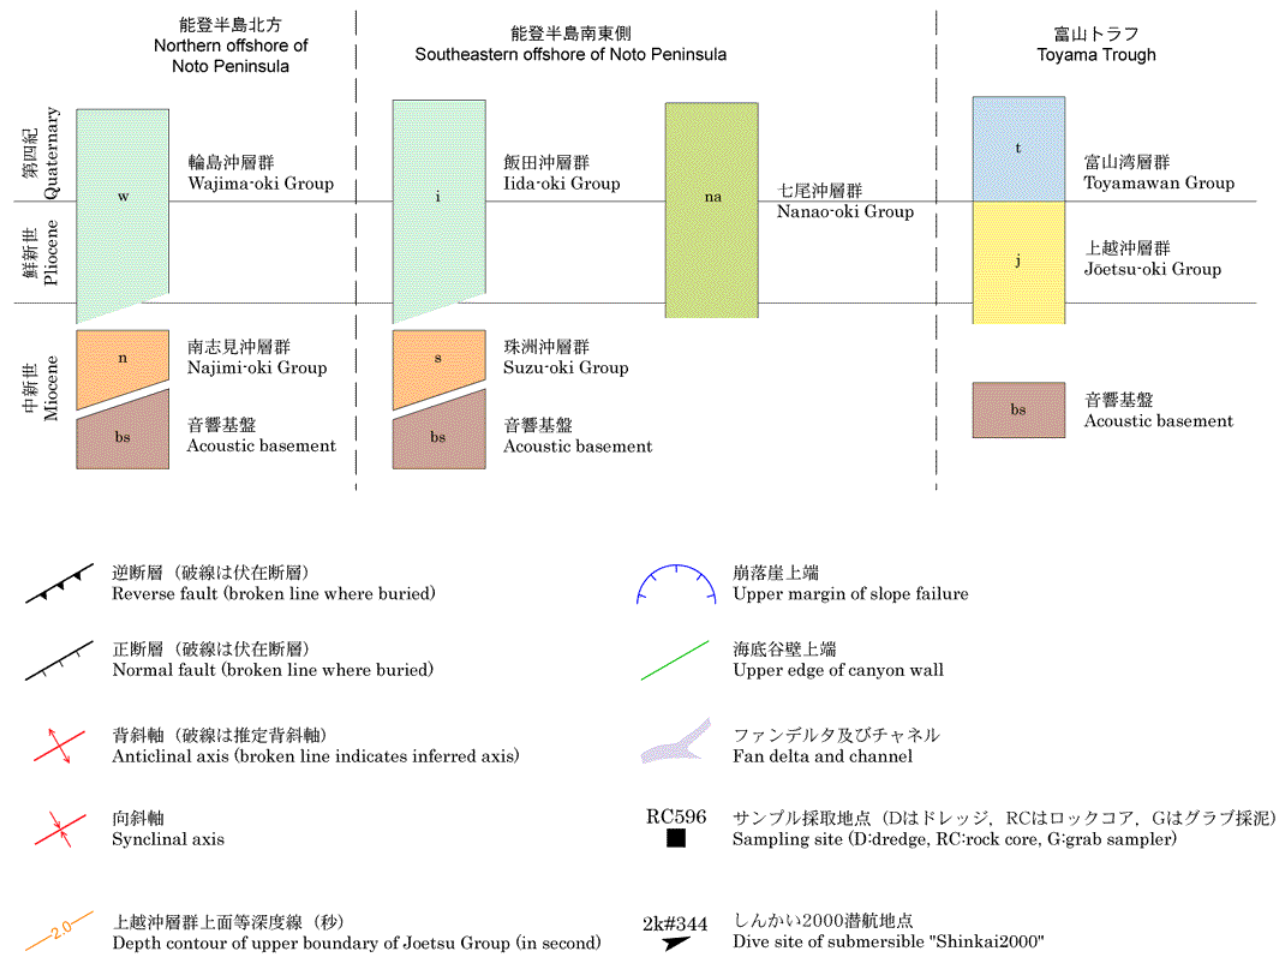 能登半島北方
Northern offshore of
Noto Peninsula
能登半島南東側
Southeastern offshore of Noto Peninsula
富山トラフ
Toyama Trough
第四紀
Quaternary
鮮新世
Pliocene
中新世
Miocene
w
輪島沖層群
Wajima-oki Group
n
南志見沖層群
Najimi-oki Group
bs
音響基盤
Acoustic basement
i
飯田沖層群
Iida-oki Group
s
珠洲沖層群
Suzu-oki Group
bs
音響基盤
Acoustic basement
na
七尾沖層群
Nanao-oki Group
t
富山湾層群
Toyamawan Group
j
上越沖層群
Jōetsu-oki Group
bs
音響基盤
Acoustic basement
逆断層（破線は伏在断層）
Reverse fault (broken line where buried)
正断層（破線は伏在断層）
Normal fault (broken line where buried)
背斜軸（破線は推定背斜軸）
Anticlinal axis (broken line indicates inferred axis)
向斜軸
Synclinal axis
2.0
上越沖層群上面等深度線（秒）
Depth contour of upper boundary of Joetsu Group (in second)
崩落崖上端
Upper margin of slope failure
海底谷壁上端
Upper edge of canyon wall
ファンデルタ及びチャネル
Fan delta and channel
RC596
サンプル採取地点（Dはドレッジ，RCはロックコア，Gはグラブ採泥）
Sampling site (D:dredge, RC:rock core, G:grab sampler)
2k#344
しんかい2000潜航地点
Dive site of submersible "Shinkai2000"